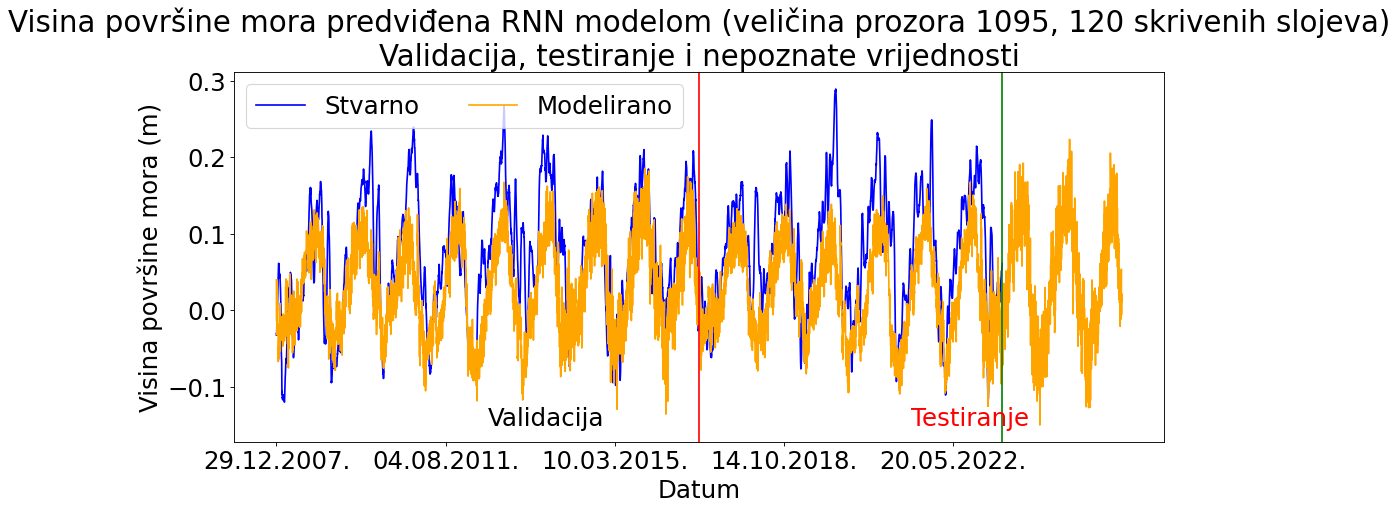 Visina površine mora predviđena RNN modelom (veličina prozora 1095, 120 skrivenih slojeva)
Validacija, testiranje i nepoznate vrijednosti
Stvarno
Modelirano
0.3
0.2
0.1
0.0
−0.1
Visina površine mora (m)
Validacija
Testiranje
29.12.2007.
04.08.2011.
10.03.2015.
14.10.2018.
20.05.2022.
Datum